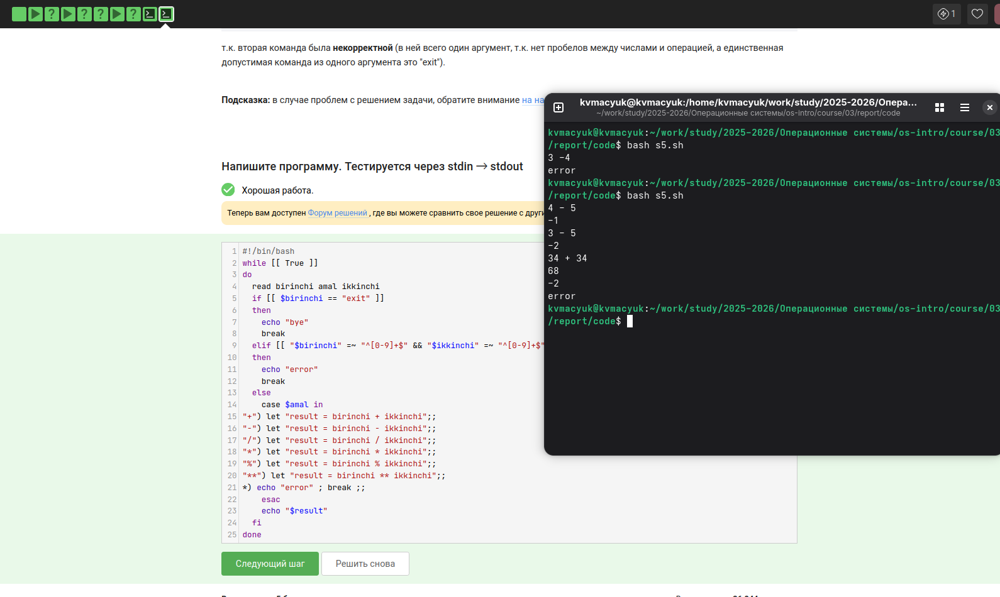 1
т.к. вторая команда была некорректной (в ней всего один аргумент, т.к. нет пробелов между числами и операцией, а единственная
допустимая команда из одного аргумента это "exit").
Подсказка: в случае проблем с решением задачи, обратите внимание на на
Напишите программу. Тестируется через stdin → stdout
Хорошая работа.
Теперь вам доступен Форум решений , где вы можете сравнить свое решение с други
1 #!/bin/bash
2 while [[ True ]]
3 do
4 read birinchi amal ikkinchi
5 if [[ $birinchi == "exit" ]]
6 then
7 echo "bye"
8 break
9 elif [[ "$birinchi" =~ "^[0-9]+$" && "$ikkinchi" =~ "^[0-9]+$"
10 then
11 echo "error"
12 break
13 else
14 case $amal in
15 "+") let "result = birinchi + ikkinchi";;
16 "-") let "result = birinchi - ikkinchi";;
17 "/") let "result = birinchi / ikkinchi";;
18 "*") let "result = birinchi * ikkinchi";;
19 "%") let "result = birinchi % ikkinchi";;
20 "**") let "result = birinchi ** ikkinchi";;
21 *) echo "error" ; break ;;
22 esac
23 echo "$result"
24 fi
25 done
Следующий шаг Решить снова
kvmacyuk@kvmacyuk:/home/kvmacyuk/work/study/2025-2026/Опера...
~/work/study/2025-2026/Операционные системы/os-intro/course/03/report/code
kvmacyuk@kvmacyuk:~/work/study/2025-2026/Операционные системы/os-intro/course/03
/report/code$ bash s5.sh
3 -4
error
kvmacyuk@kvmacyuk:~/work/study/2025-2026/Операционные системы/os-intro/course/03
/report/code$ bash s5.sh
4 - 5
-1
3 - 5
-2
34 + 34
68
-2
error
kvmacyuk@kvmacyuk:~/work/study/2025-2026/Операционные системы/os-intro/course/03
/report/code$